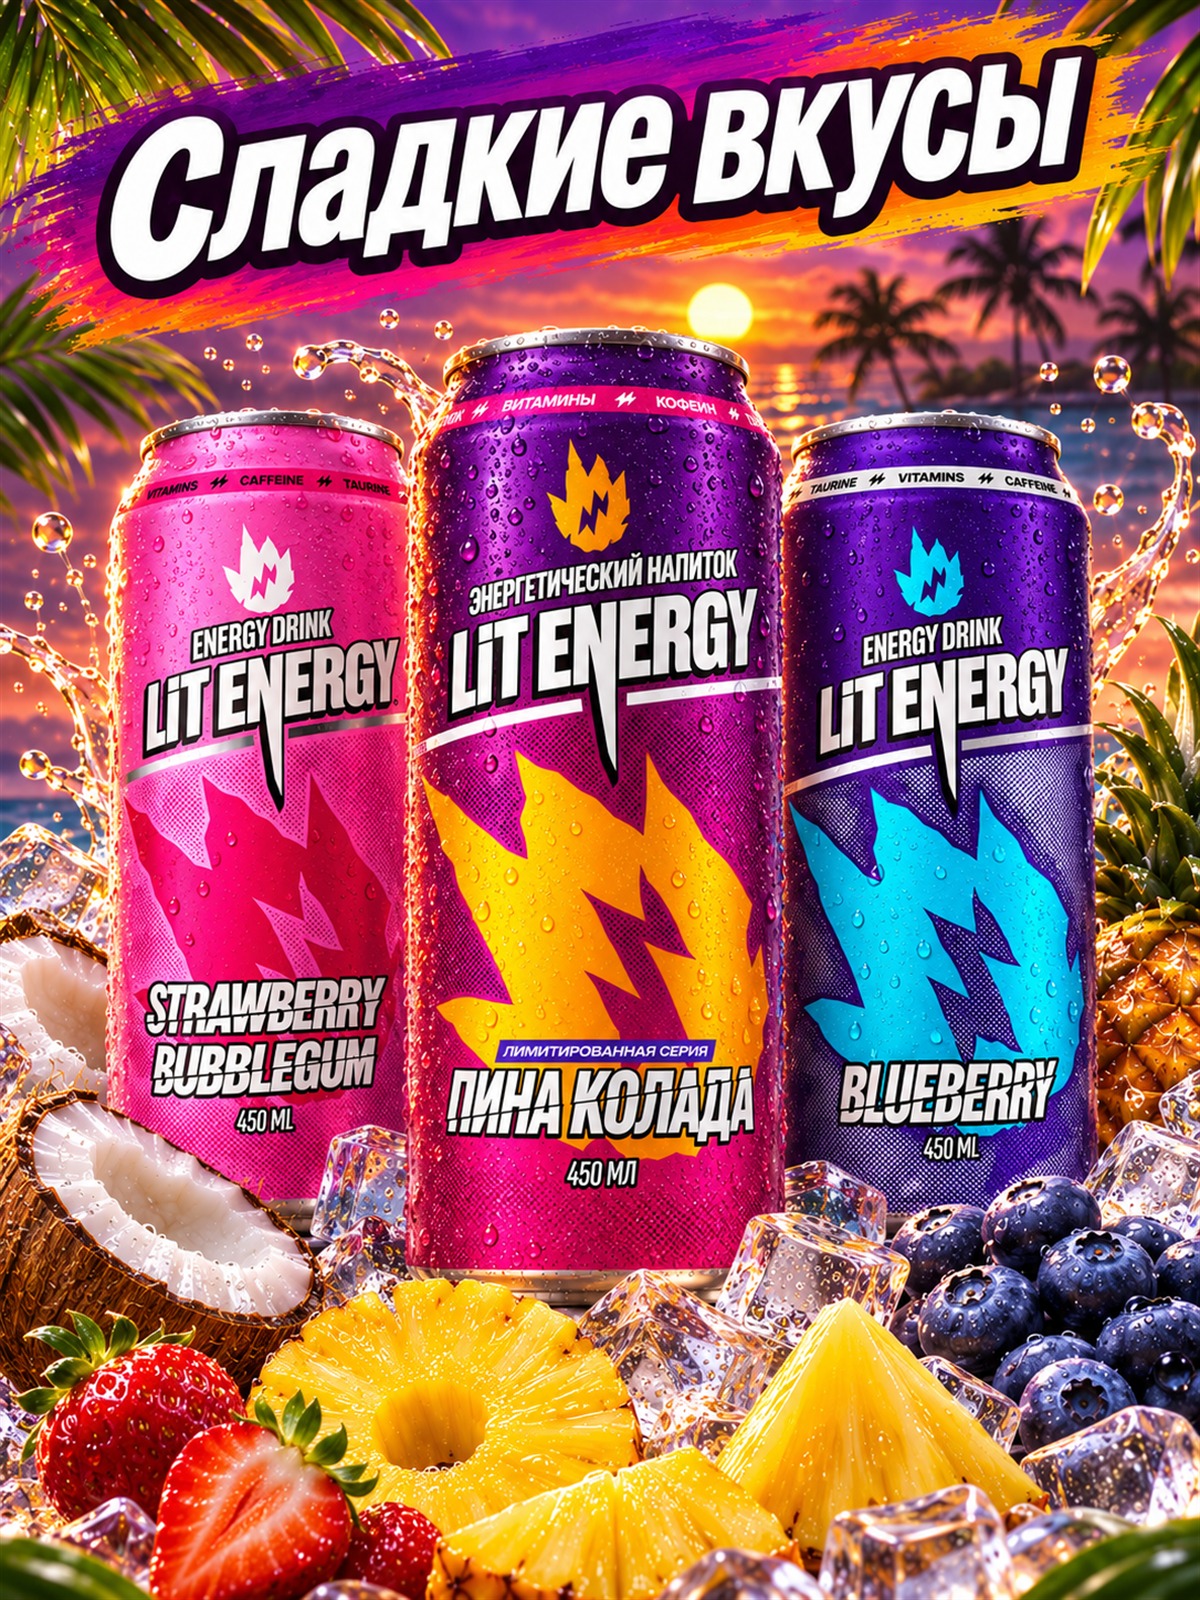 Сладкие вкусы
VITAMINS CAFFEINE TAURINE
ENERGY DRINK
LiT ENERGY
STRAWBERRY
BUBBLEGUM
450 ML
ВИТАМИНЫ КОФЕИН
ЭНЕРГЕТИЧЕСКИЙ НАПИТОК
LiT ENERGY
ЛИМИТИРОВАННАЯ СЕРИЯ
ПИНА КОЛАДА
450 МЛ
TAURINE VITAMINS CAFFEINE
ENERGY DRINK
LiT ENERGY
BLUEBERRY
450 ML